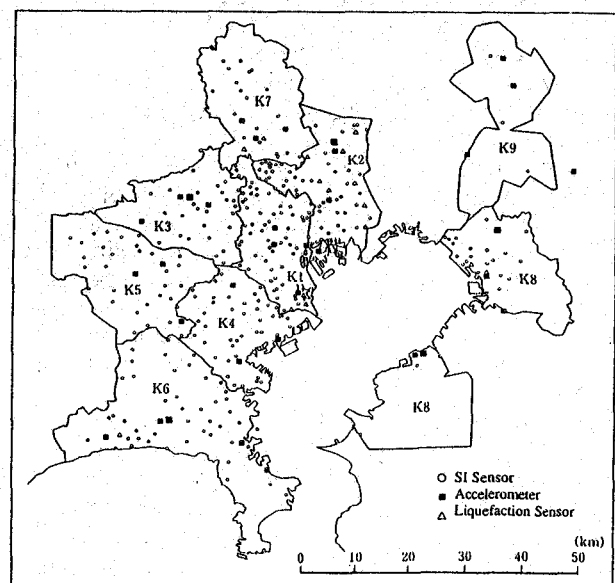 K7
K9
K2
K3
K1
K8
K5
K4
K6
K8
SI Sensor
Accelerometer
Liquefaction Sensor
(km)
0 10 20 30 40 50